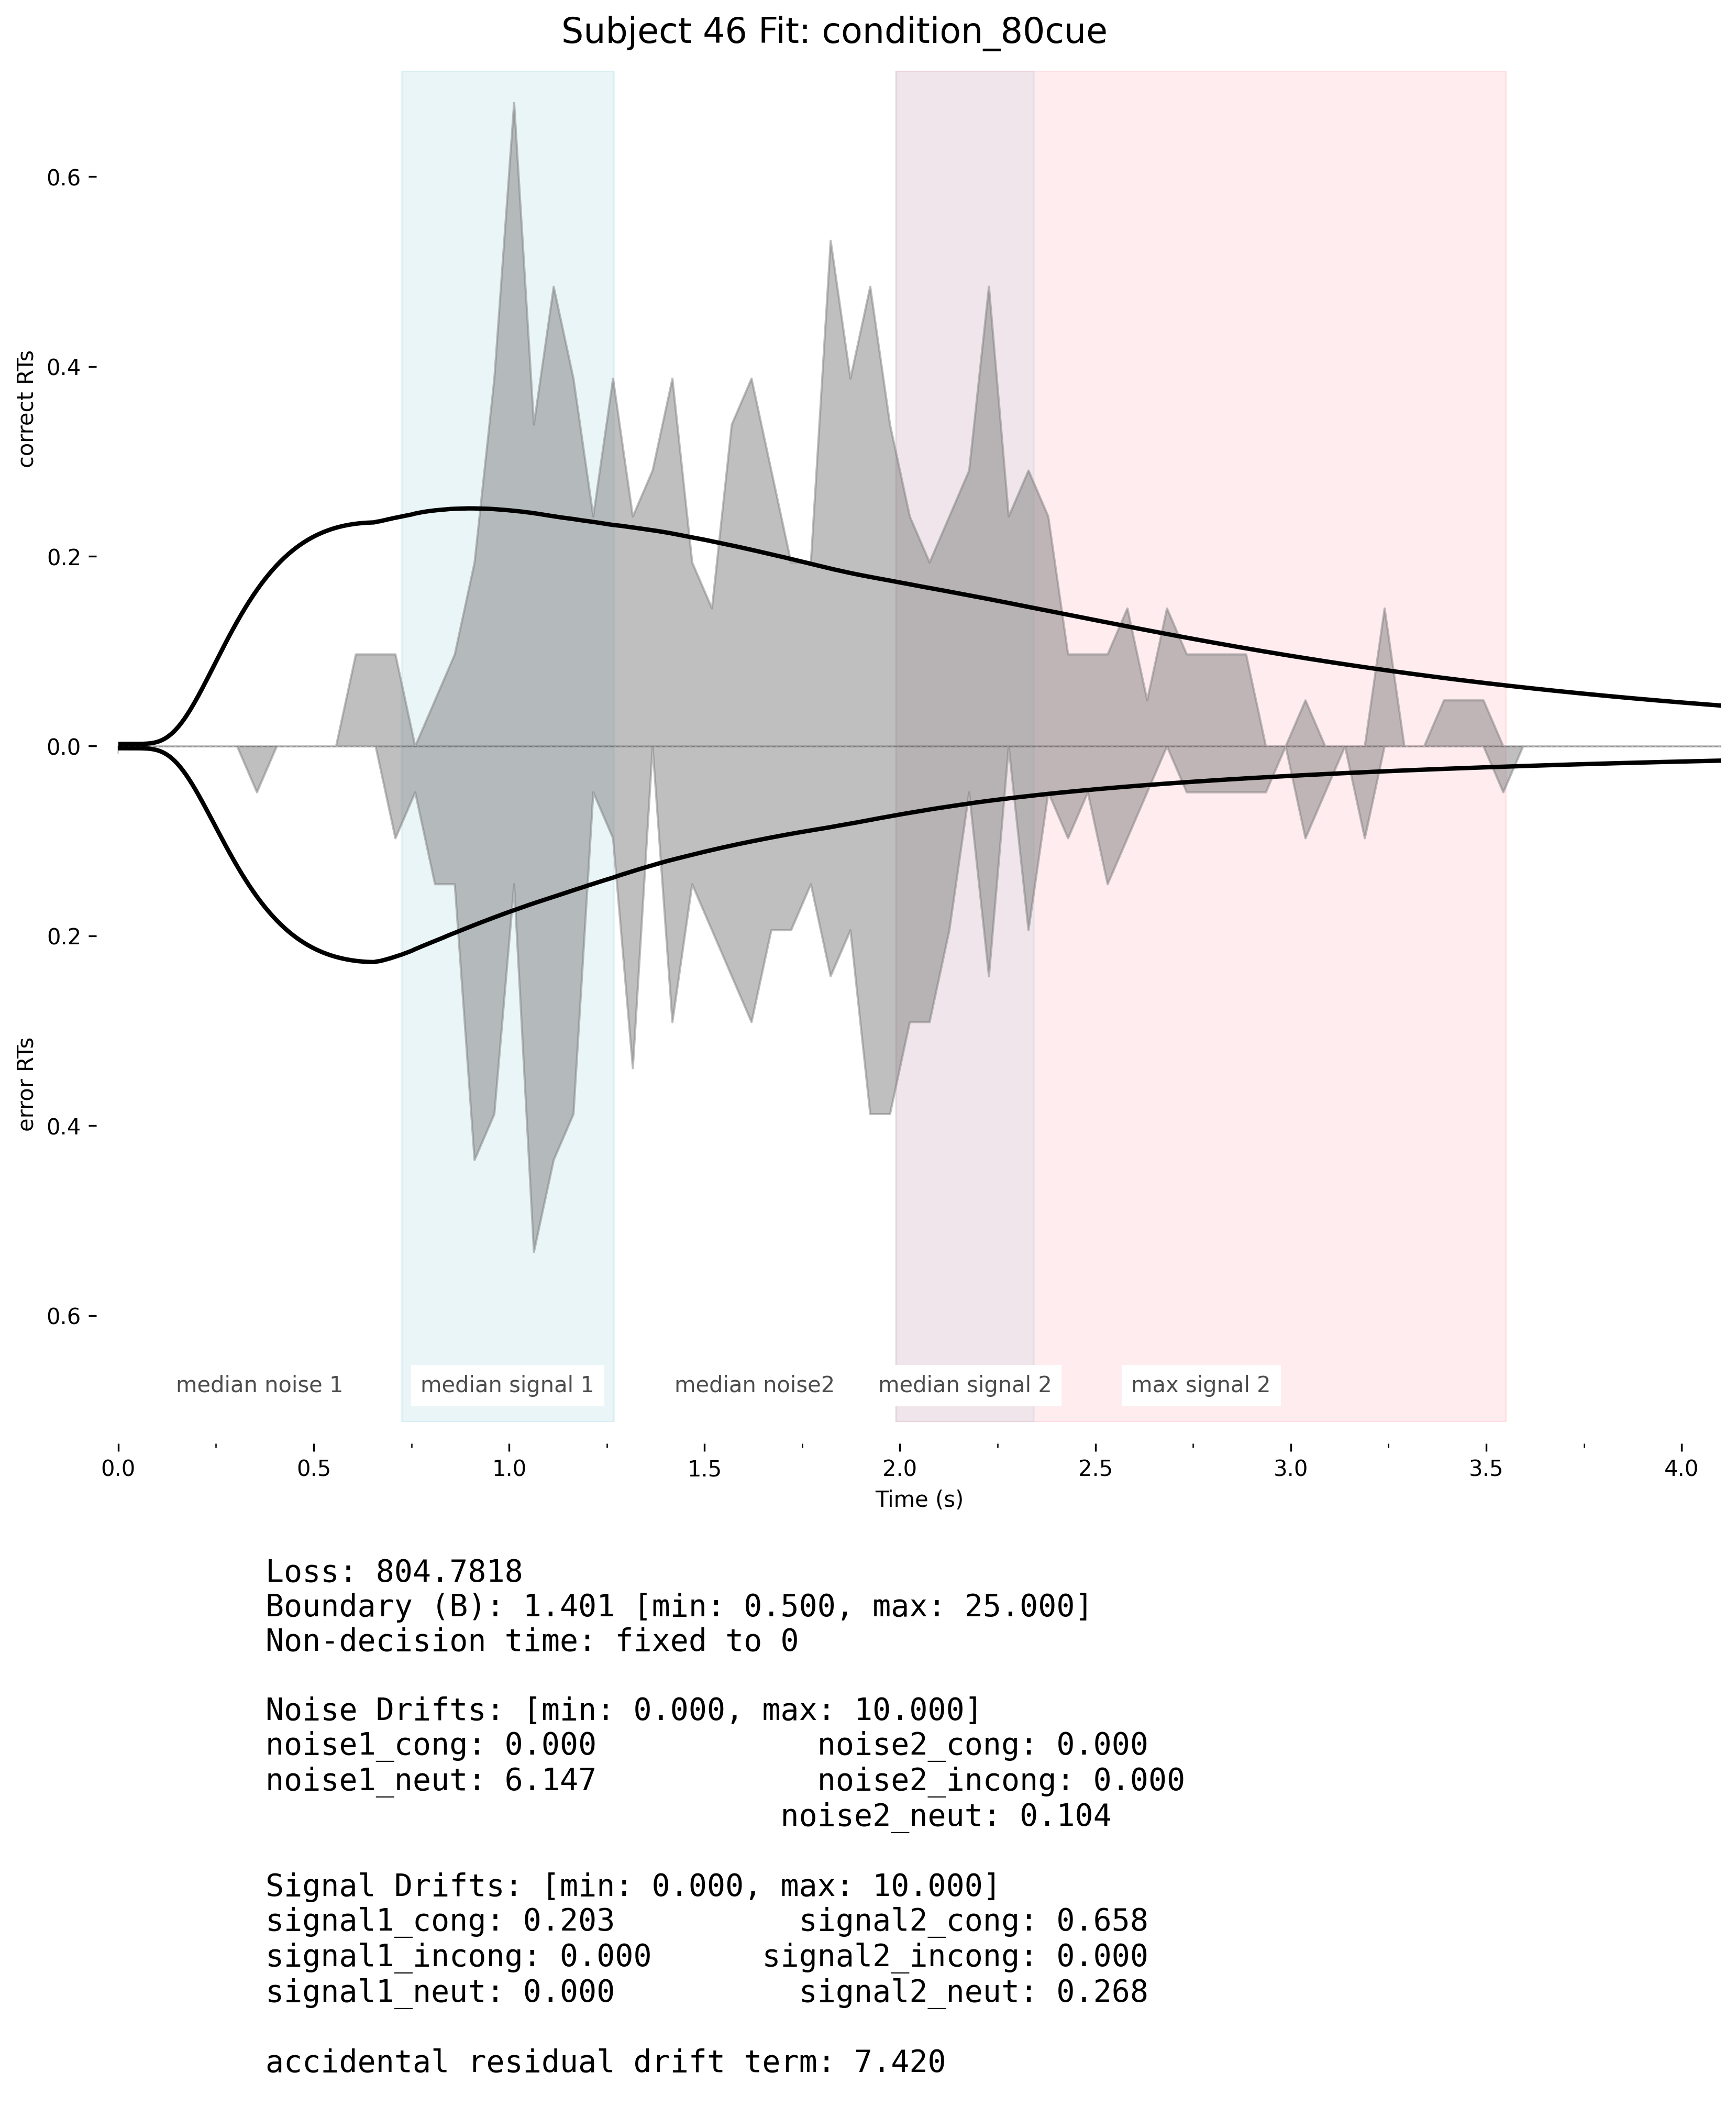 Subject 46 Fit: condition_80cue
correct RTs
error RTs
0.6
0.4
0.2
0.0
0.2
0.4
0.6
median noise 1
median signal 1
median noise2
median signal 2
max signal 2
0.0 0.5 1.0 1.5 2.0 2.5 3.0 3.5 4.0
Time (s)
Loss: 804.7818
Boundary (B): 1.401 [min: 0.500, max: 25.000]
Non-decision time: fixed to 0
Noise Drifts: [min: 0.000, max: 10.000]
noise1_cong: 0.000 noise2_cong: 0.000
noise1_neut: 6.147 noise2_incong: 0.000
noise2_neut: 0.104
Signal Drifts: [min: 0.000, max: 10.000]
signal1_cong: 0.203 signal2_cong: 0.658
signal1_incong: 0.000 signal2_incong: 0.000
signal1_neut: 0.000 signal2_neut: 0.268
accidental residual drift term: 7.420